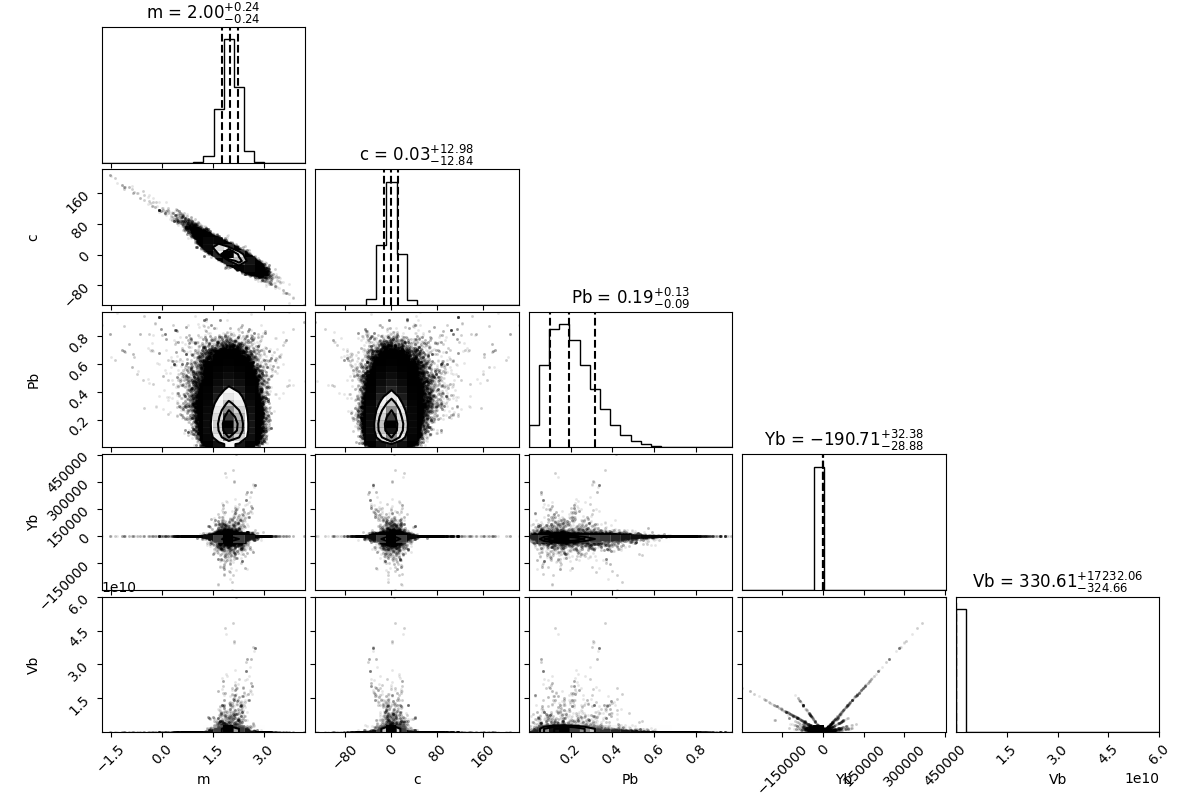 m = 2.00+0.24−0.24
c = 0.03+12.98−12.84
160
80
0
−80
c
Pb = 0.19+0.13−0.09
0.8
0.6
0.4
0.2
Pb
Yb = −190.71+32.38−28.88
450000
300000
150000
0
−150000
Yb
1e10
Vb = 330.61+17232.06−324.66
6.0
4.5
3.0
1.5
Vb
−1.5 0.0 1.5 3.0
m
−80 0 80 160
c
0.2 0.4 0.6 0.8
Pb
−150000 0 150000 300000 450000
Yb
1.5 3.0 4.5 6.0
Vb
1e10